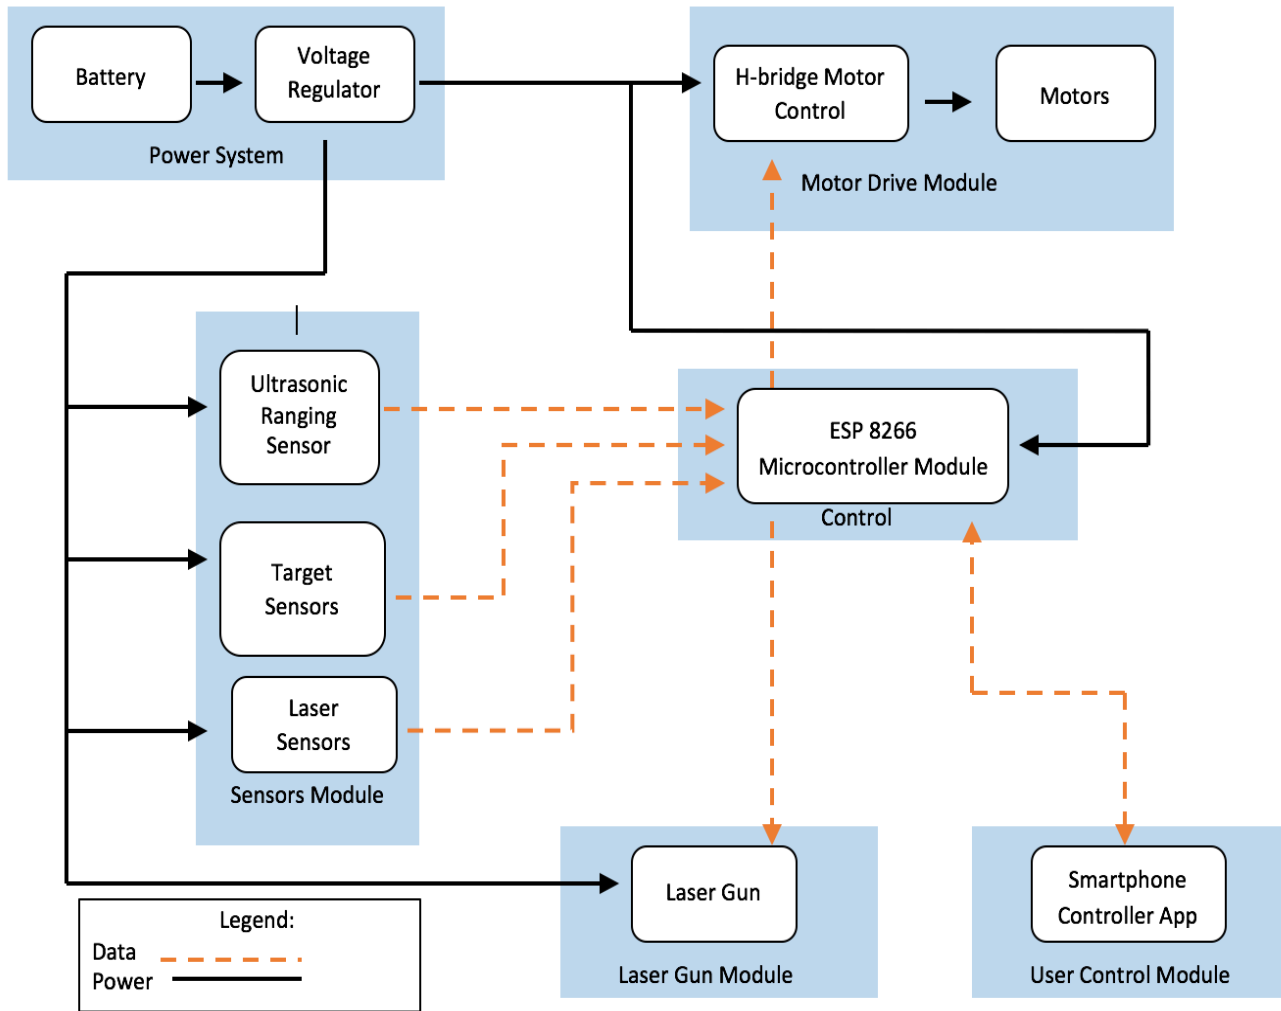 Battery
Voltage
Regulator
Power System
H-bridge Motor
Control
Motors
Motor Drive Module
Ultrasonic
Ranging
Sensor
Target
Sensors
Laser
Sensors
Sensors Module
ESP 8266
Microcontroller Module
Control
Laser Gun
Laser Gun Module
Smartphone
Controller App
User Control Module
Legend:
Data
Power